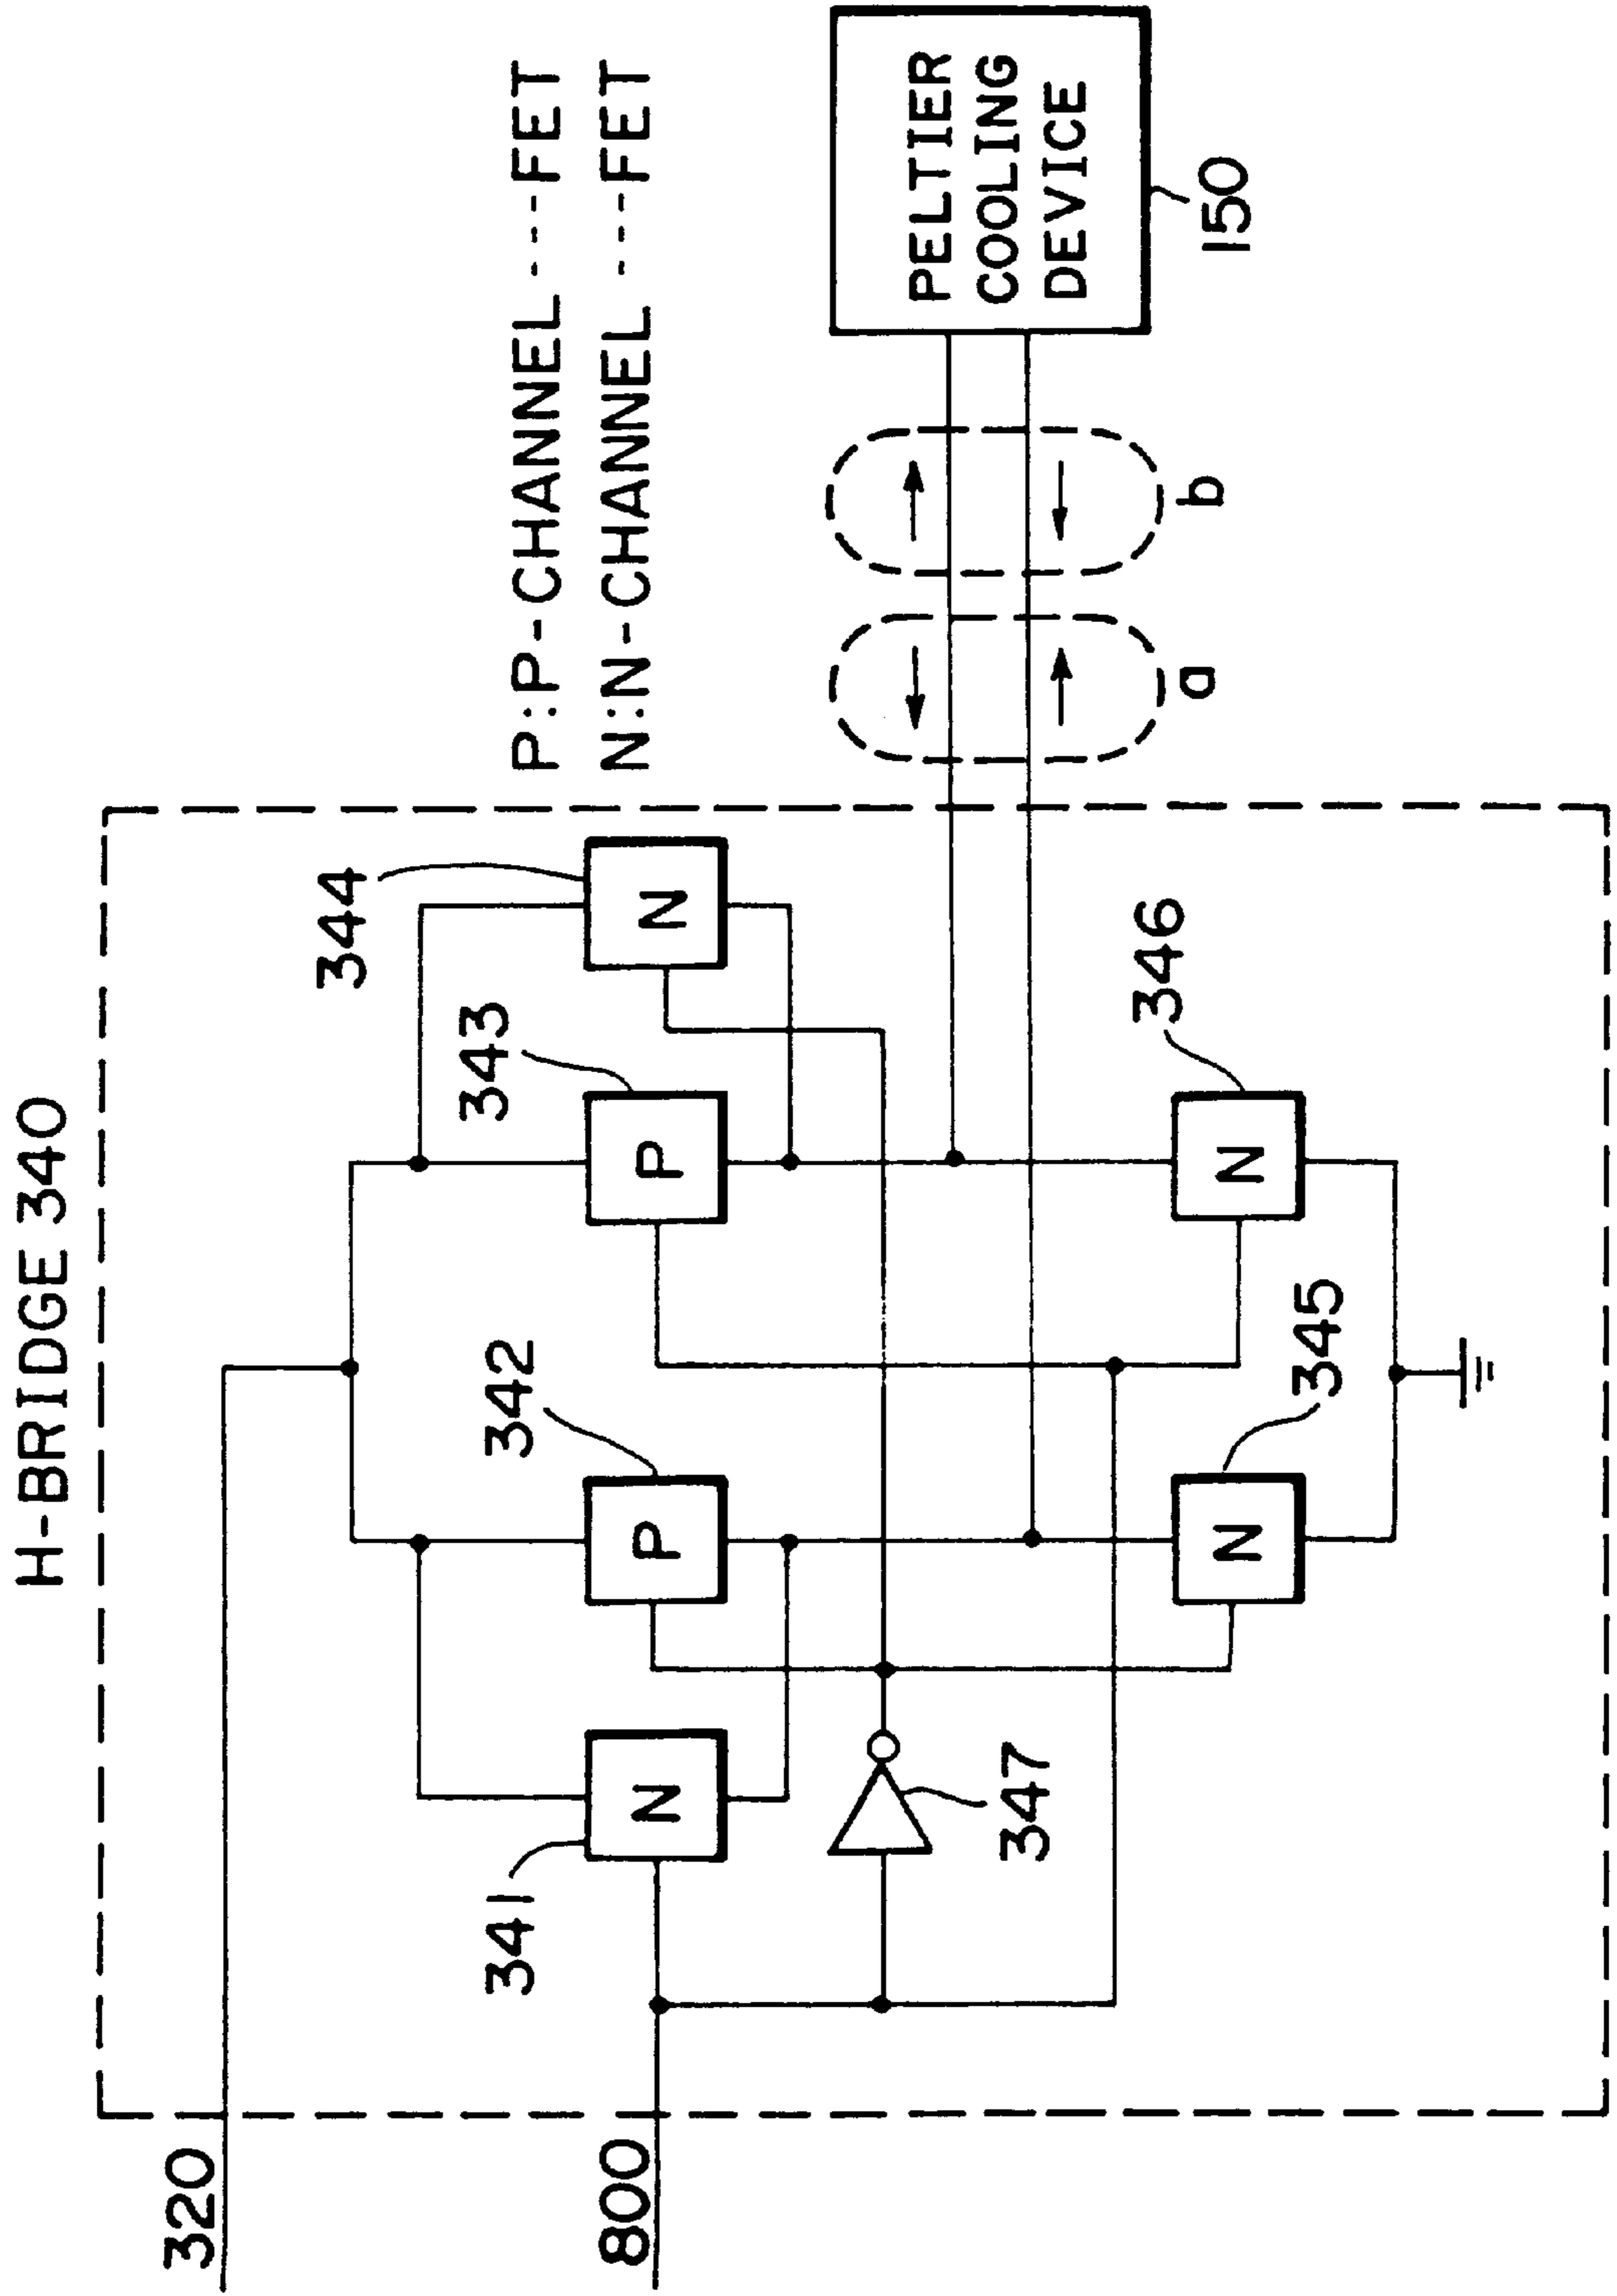 H-BRIDGE 340
320
800
341
342
343
344
N
P
P
N
347
345
346
N
N
P:P-CHANNEL---FET
N:N-CHANNEL---FET
a
b
PELTIER
COOLING
DEVICE
150